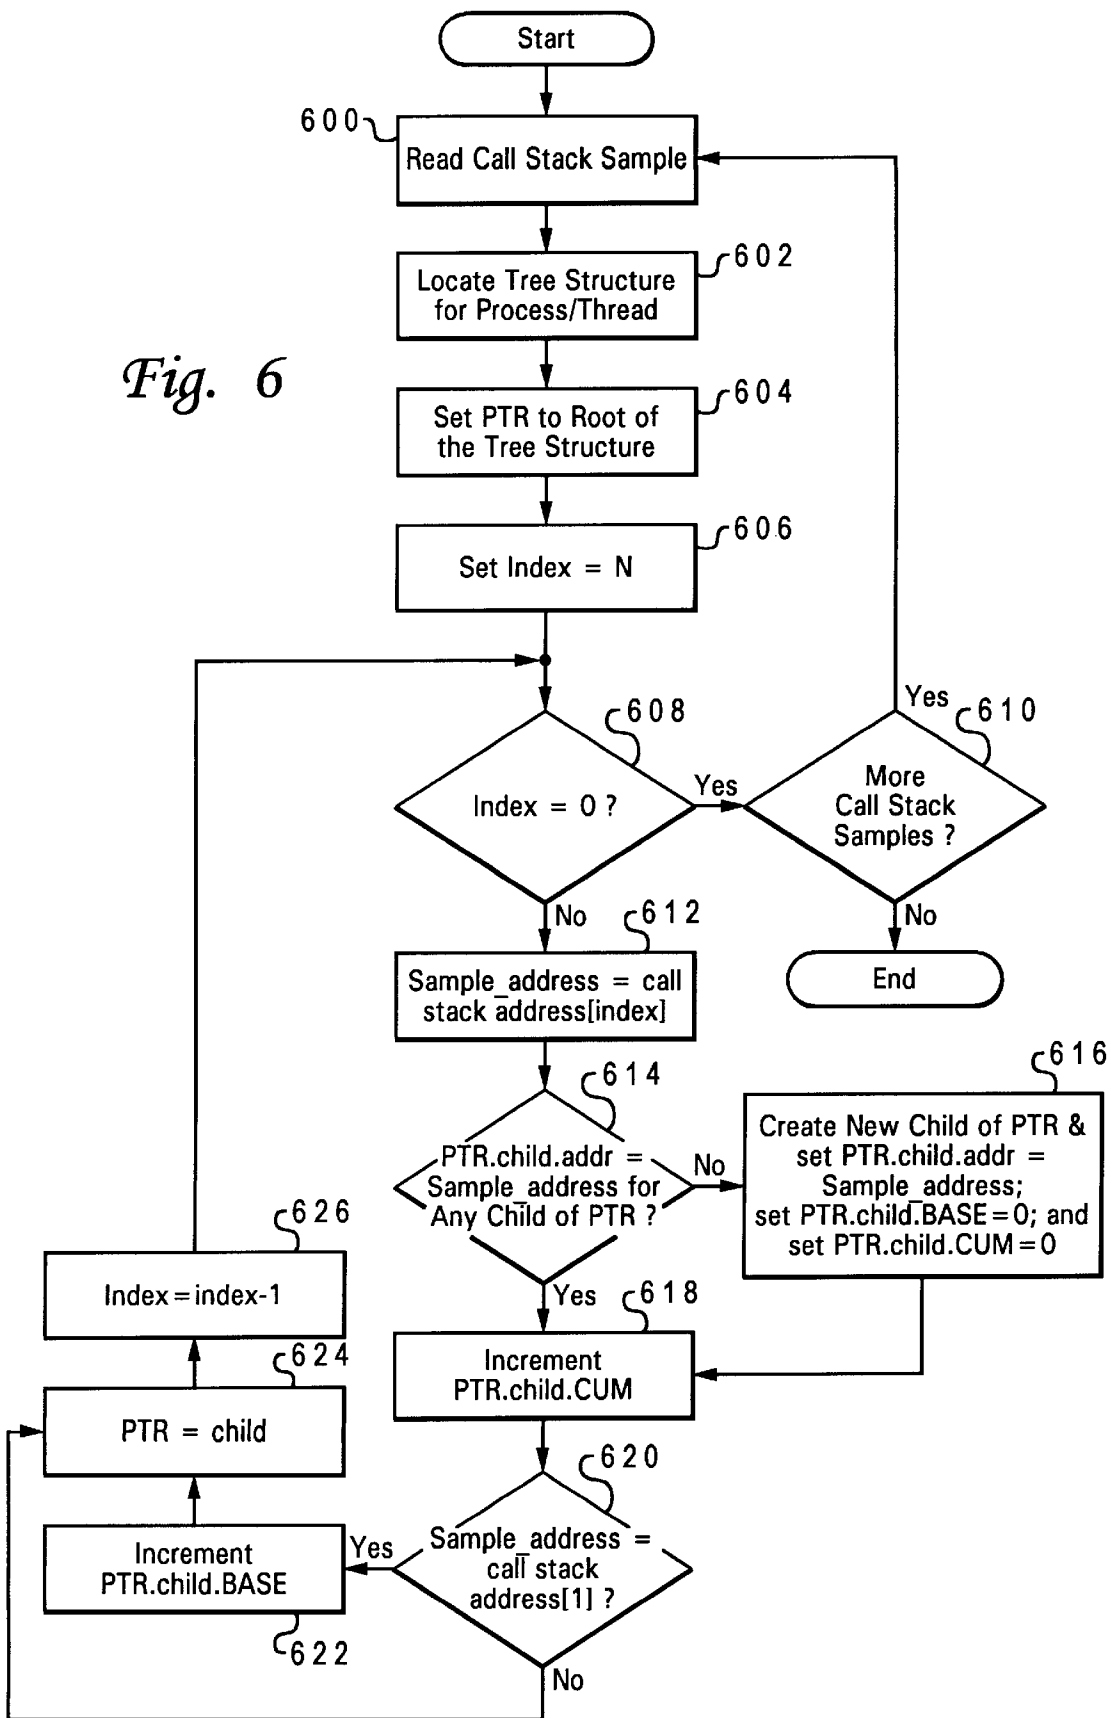 Start
600
Read Call Stack Sample
602
Locate Tree Structure
for Process/Thread
Fig. 6
604
Set PTR to Root of
the Tree Structure
606
Set Index = N
608
Index = 0 ?
Yes
Yes
610
More
Call Stack
Samples ?
No
End
No
612
Sample_address = call
stack address[index]
614
PTR.child.addr =
Sample_address for
Any Child of PTR ?
No
616
Create New Child of PTR &
set PTR.child.addr =
Sample_address;
set PTR.child.BASE=0; and
set PTR.child.CUM=0
Yes
618
Increment
PTR.child.CUM
620
Sample_address =
call stack
address[1] ?
Yes
No
Increment
PTR.child.BASE
622
624
PTR = child
626
Index=index-1